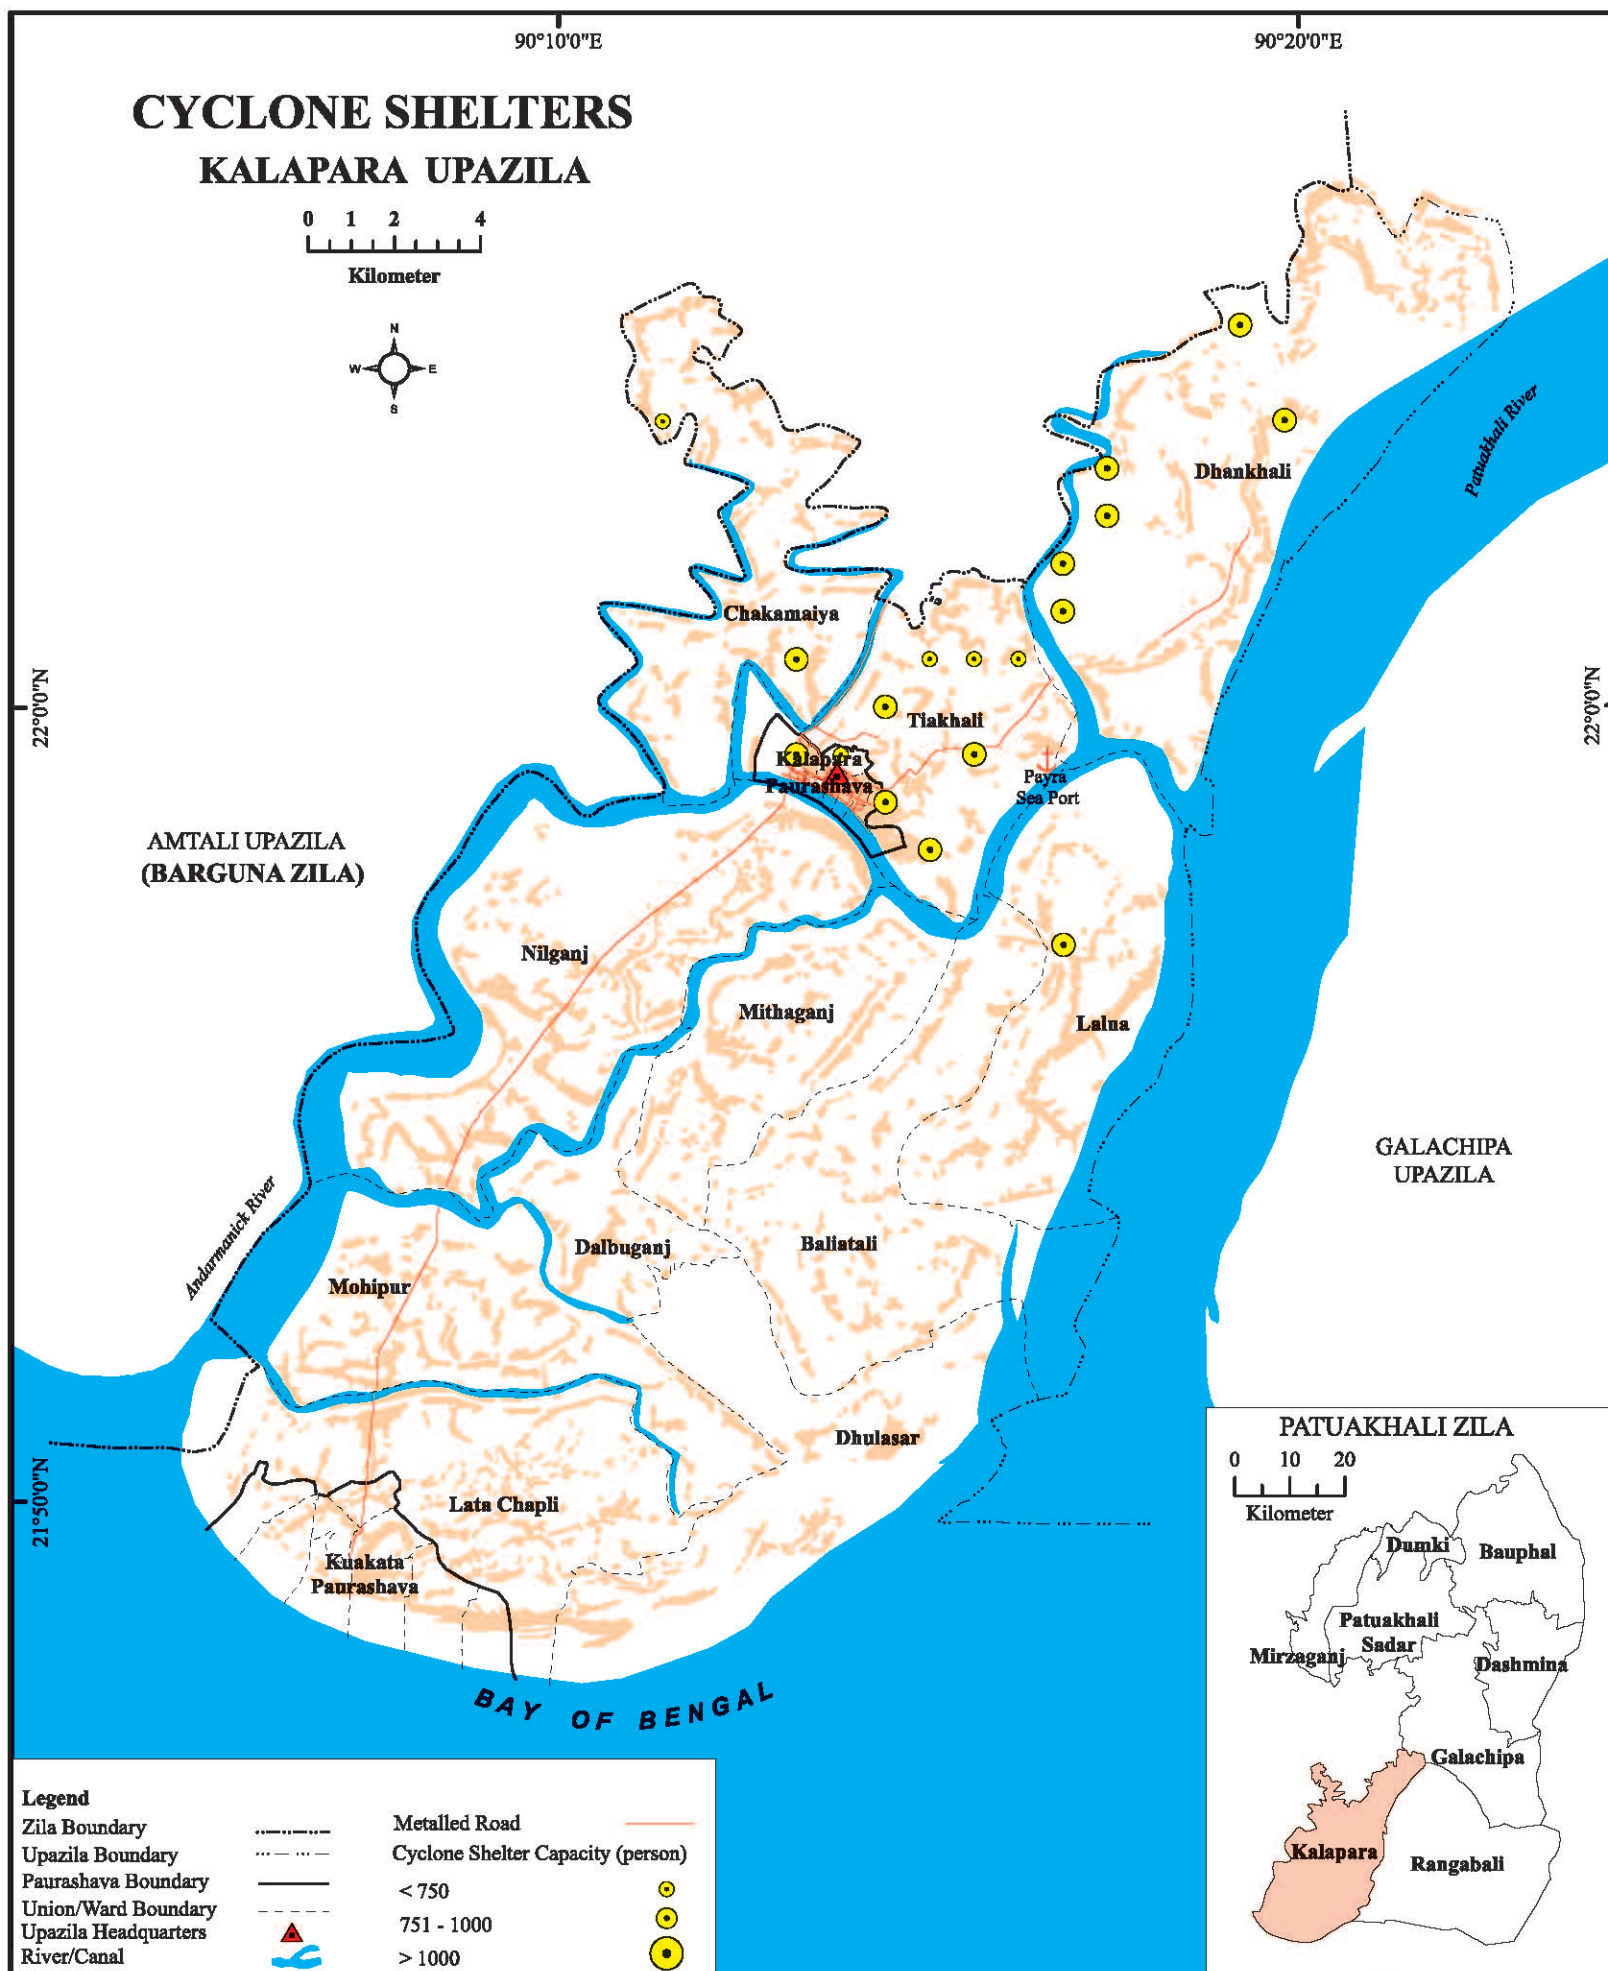 90°10'0"E
90°20'0"E
CYCLONE SHELTERS
KALAPARA UPAZILA
0 1 2 4
Kilometer
N
W E
S
Patuakhali River
Dhankhali
Chakamaiya
22°0'0"N
22°0'0"N
Tiakhali
Kalapara
Paurashava
Payra
Sea Port
AMTALI UPAZILA
(BARGUNA ZILA)
Nilganj
Mithaganj
Lalua
GALACHIPA
UPAZILA
Andarmanick River
Dalbuganj
Baliatali
Mohipur
Dhulasar
21°50'0"N
Lata Chapli
Kuakata
Paurashava
BAY OF BENGAL
PATUAKHALI ZILA
0 10 20
Kilometer
Dumki
Bauphal
Patuakhali
Sadar
Mirzaganj
Dashmina
Galachipa
Kalapara
Rangabali
Legend
Zila Boundary
Upazila Boundary
Paurashava Boundary
Union/Ward Boundary
Upazila Headquarters
River/Canal
Metalled Road
Cyclone Shelter Capacity (person)
< 750
751 - 1000
> 1000